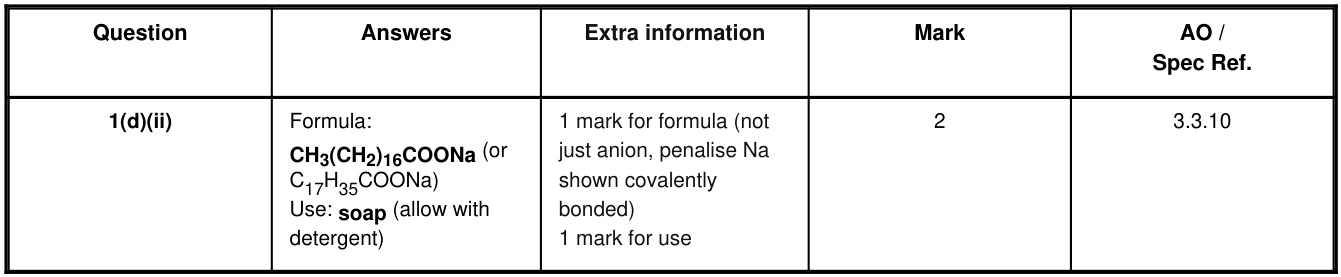 Question Answers Extra information Mark AO /
Spec Ref.
1(d)(ii) Formula: 1 mark for formula (not 2 3.3.10
CH₃(CH₂)₁₆COONa (or just anion, penalise Na
C₁₇H₃₅COONa) shown covalently
Use: soap (allow with bonded)
detergent) 1 mark for use